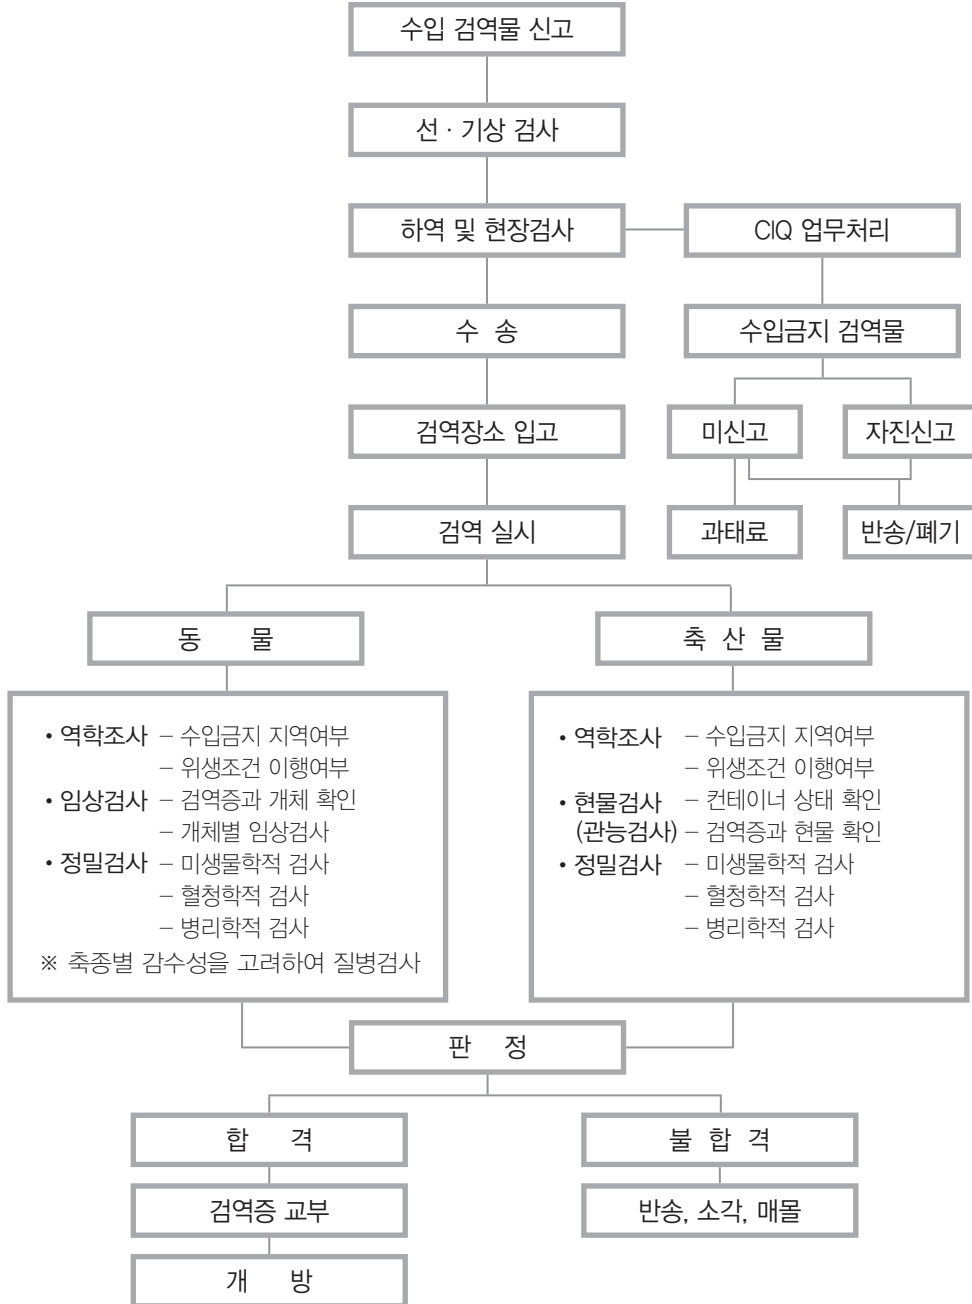 수입 검역물 신고
선 · 기상 검사
하역 및 현장검사
CIQ 업무처리
수 송
수입금지 검역물
검역장소 입고
미신고
자진신고
검역 실시
과태료
반송/폐기
동 물
축 산 물
• 역학조사 – 수입금지 지역여부
– 위생조건 이행여부
• 임상검사 – 검역증과 개체 확인
– 개체별 임상검사
• 정밀검사 – 미생물학적 검사
– 혈청학적 검사
– 병리학적 검사
※ 축종별 감수성을 고려하여 질병검사
• 역학조사 – 수입금지 지역여부
– 위생조건 이행여부
• 현물검사 – 컨테이너 상태 확인
(관능검사) – 검역증과 현물 확인
• 정밀검사 – 미생물학적 검사
– 혈청학적 검사
– 병리학적 검사
판 정
합 격
불 합 격
검역증 교부
반송, 소각, 매몰
개 방